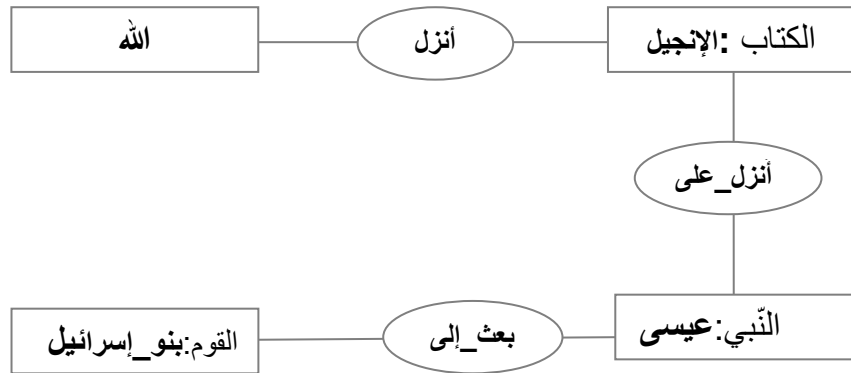 الكتاب :الإنجيل
أنزل
الله
أنزل_على
النّبي:عيسى
بعث_إلى
القوم:بنو_إسرائيل